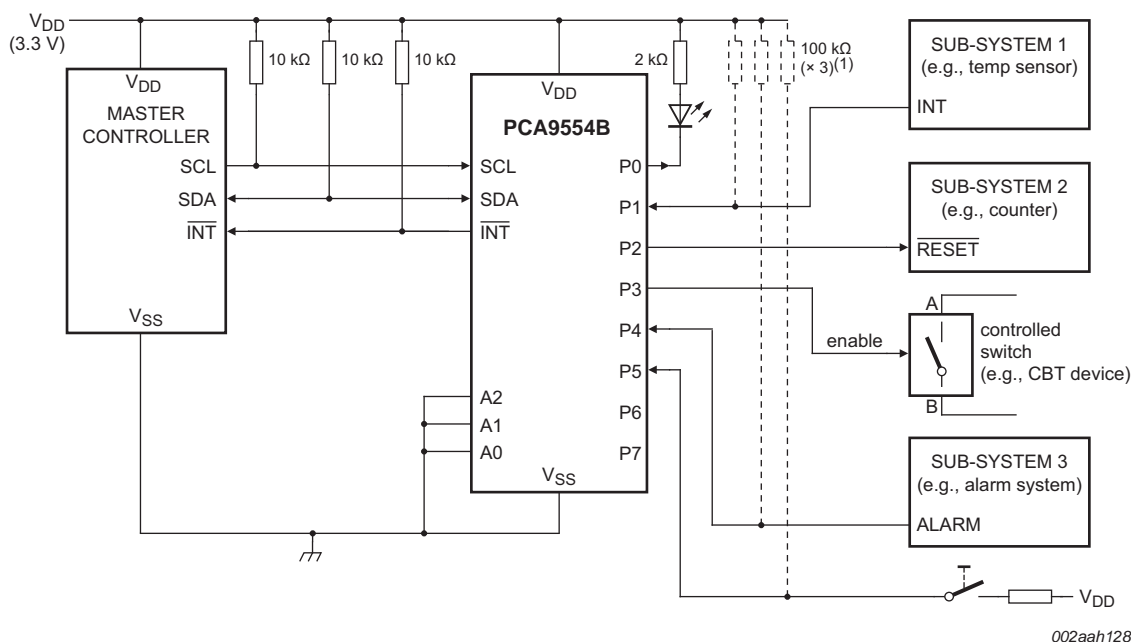 VDD
(3.3 V)
10 kΩ
10 kΩ
10 kΩ
2 kΩ
100 kΩ
(× 3)(1)
VDD
MASTER
CONTROLLER
SCL
SDA
INT
VSS
VDD
PCA9554B
SCL
SDA
INT
A2
A1
A0
VSS
P0
P1
P2
P3
P4
P5
P6
P7
SUB-SYSTEM 1
(e.g., temp sensor)
INT
SUB-SYSTEM 2
(e.g., counter)
RESET
A
enable
controlled
switch
(e.g., CBT device)
B
SUB-SYSTEM 3
(e.g., alarm system)
ALARM
VDD
002aah128